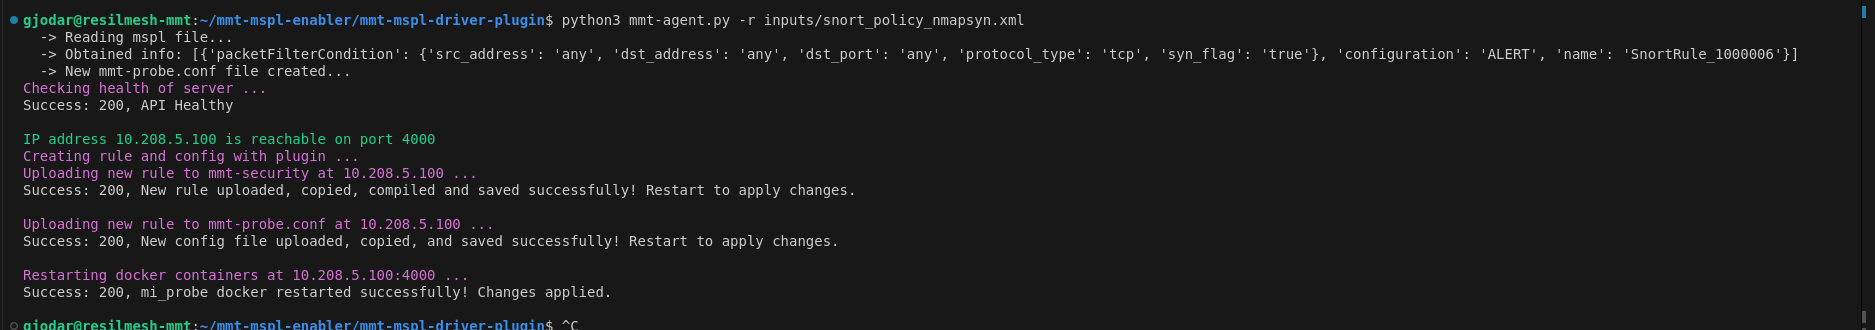 gjodar@resilmesh-mmt:~/mmt-mspl-enabler/mmt-mspl-driver-plugin$ python3 mmt-agent.py -r inputs/snort_policy_nmapsyn.xml
-> Reading mspl file...
-> Obtained info: [{'packetFilterCondition': {'src_address': 'any', 'dst_address': 'any', 'dst_port': 'any', 'protocol_type': 'tcp', 'syn_flag': 'true'}, 'configuration': 'ALERT', 'name': 'SnortRule_1000006'}]
-> New mmt-probe.conf file created...
Checking health of server ...
Success: 200, API Healthy
IP address 10.208.5.100 is reachable on port 4000
Creating rule and config with plugin ...
Uploading new rule to mmt-security at 10.208.5.100 ...
Success: 200, New rule uploaded, copied, compiled and saved successfully! Restart to apply changes.
Uploading new rule to mmt-probe.conf at 10.208.5.100 ...
Success: 200, New config file uploaded, copied, and saved successfully! Restart to apply changes.
Restarting docker containers at 10.208.5.100:4000 ...
Success: 200, mi_probe docker restarted successfully! Changes applied.
gjodar@resilmesh-mmt:~/mmt-mspl-enabler/mmt-mspl-driver-plugin$ ^C